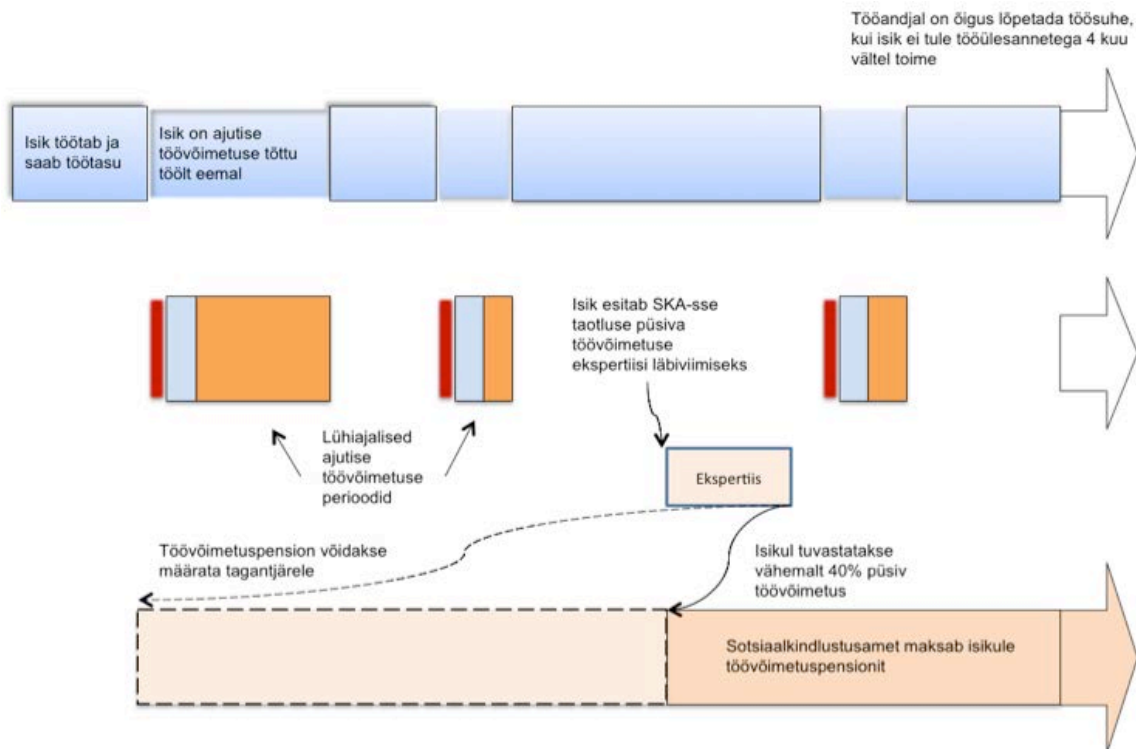 Tööandjal on õigus lõpetada töösuhe,
kui isik ei tule tööülesannetega 4 kuu
vältel toime
Isik töötab ja
saab töötasu
Isik on ajutise
töövõimetuse tõttu
töölt eemal
Isik esitab SKA-sse
taotluse püsiva
töövõimetuse
ekspertiisi läbiviimiseks
Lühiajalised
ajutise
töövõimetuse
perioodid
Ekspertiis
Töövõimetuspension võidakse
määrata tagantjärele
Isikul tuvastatakse
vähemalt 40% püsiv
töövõimetus
Sotsiaalkindlustusamet maksab isikule
töövõimetuspensionit